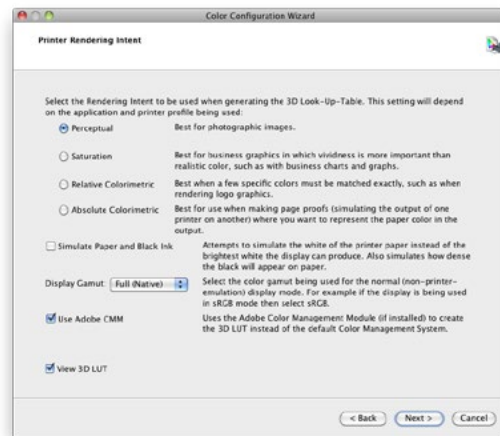 Color Configuration Wizard
Printer Rendering Intent
Select the Rendering Intent to be used when generating the 3D Look-Up-Table. This setting will depend
on the application and printer profile being used:
Perceptual Best for photographic images.
Saturation Best for business graphics in which vividness is more important than
realistic color, such as with business charts and graphs.
Relative Colorimetric Best when a few specific colors must be matched exactly, such as when
rendering logo graphics.
Absolute Colorimetric Best for use when making page proofs (simulating the output of one
printer on another) where you want to represent the paper color in the
output.
Simulate Paper and Black Ink Attempts to simulate the white of the printer paper instead of the
brightest white the display can produce. Also simulates how dense
the black will appear on paper.
Display Gamut: Full (Native) Select the color gamut being used for the normal (non-printer-
emulation) display mode. For example if the display is being used
in sRGB mode then select sRGB.
Use Adobe CMM Uses the Adobe Color Management Module (if installed) to create
the 3D LUT instead of the default Color Management System.
View 3D LUT
< Back Next > Cancel